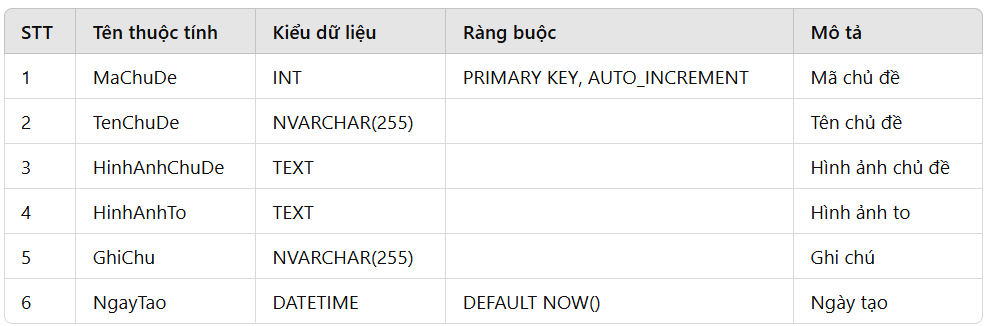 STT Tên thuộc tính Kiểu dữ liệu Ràng buộc Mô tả
1 MaChuDe INT PRIMARY KEY, AUTO_INCREMENT Mã chủ đề
2 TenChuDe NVARCHAR(255) Tên chủ đề
3 HinhAnhChuDe TEXT Hình ảnh chủ đề
4 HinhAnhTo TEXT Hình ảnh to
5 GhiChu NVARCHAR(255) Ghi chú
6 NgayTao DATETIME DEFAULT NOW() Ngày tạo